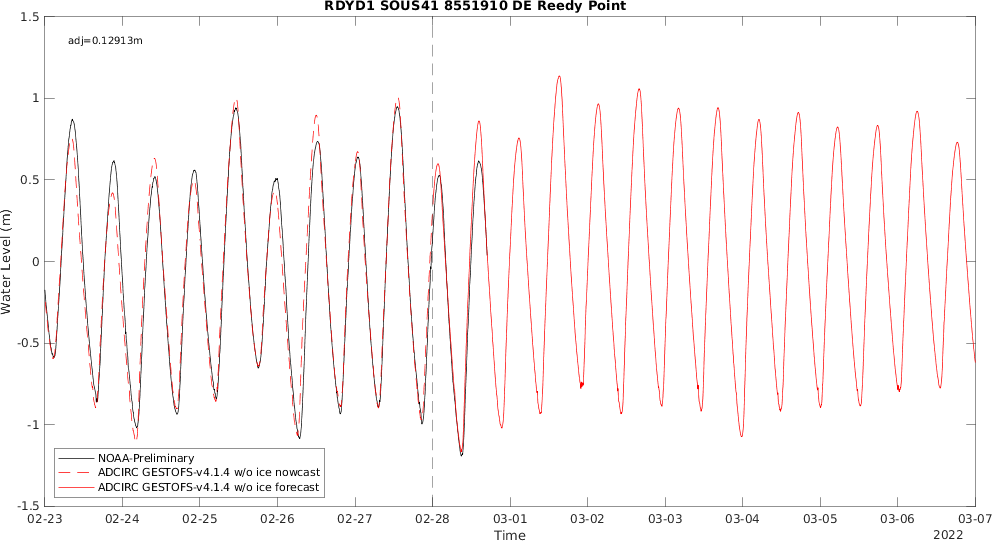 RDYD1 SOUS41 8551910 DE Reedy Point
adj=0.12913m
Water Level (m)
1.5
1
0.5
0
-0.5
-1
-1.5
NOAA-Preliminary
ADCIRC GESTOFS-v4.1.4 w/o ice nowcast
ADCIRC GESTOFS-v4.1.4 w/o ice forecast
02-23 02-24 02-25 02-26 02-27 02-28 03-01 03-02 03-03 03-04 03-05 03-06 03-07
Time
2022